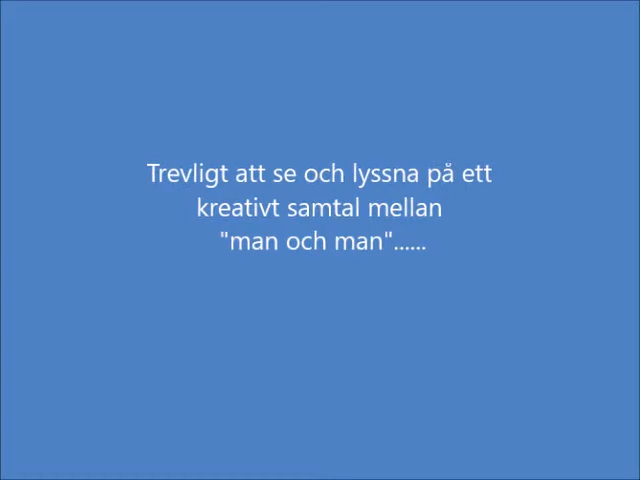 Trevligt att se och lyssna på ett
kreativt samtal mellan
"man och man"......